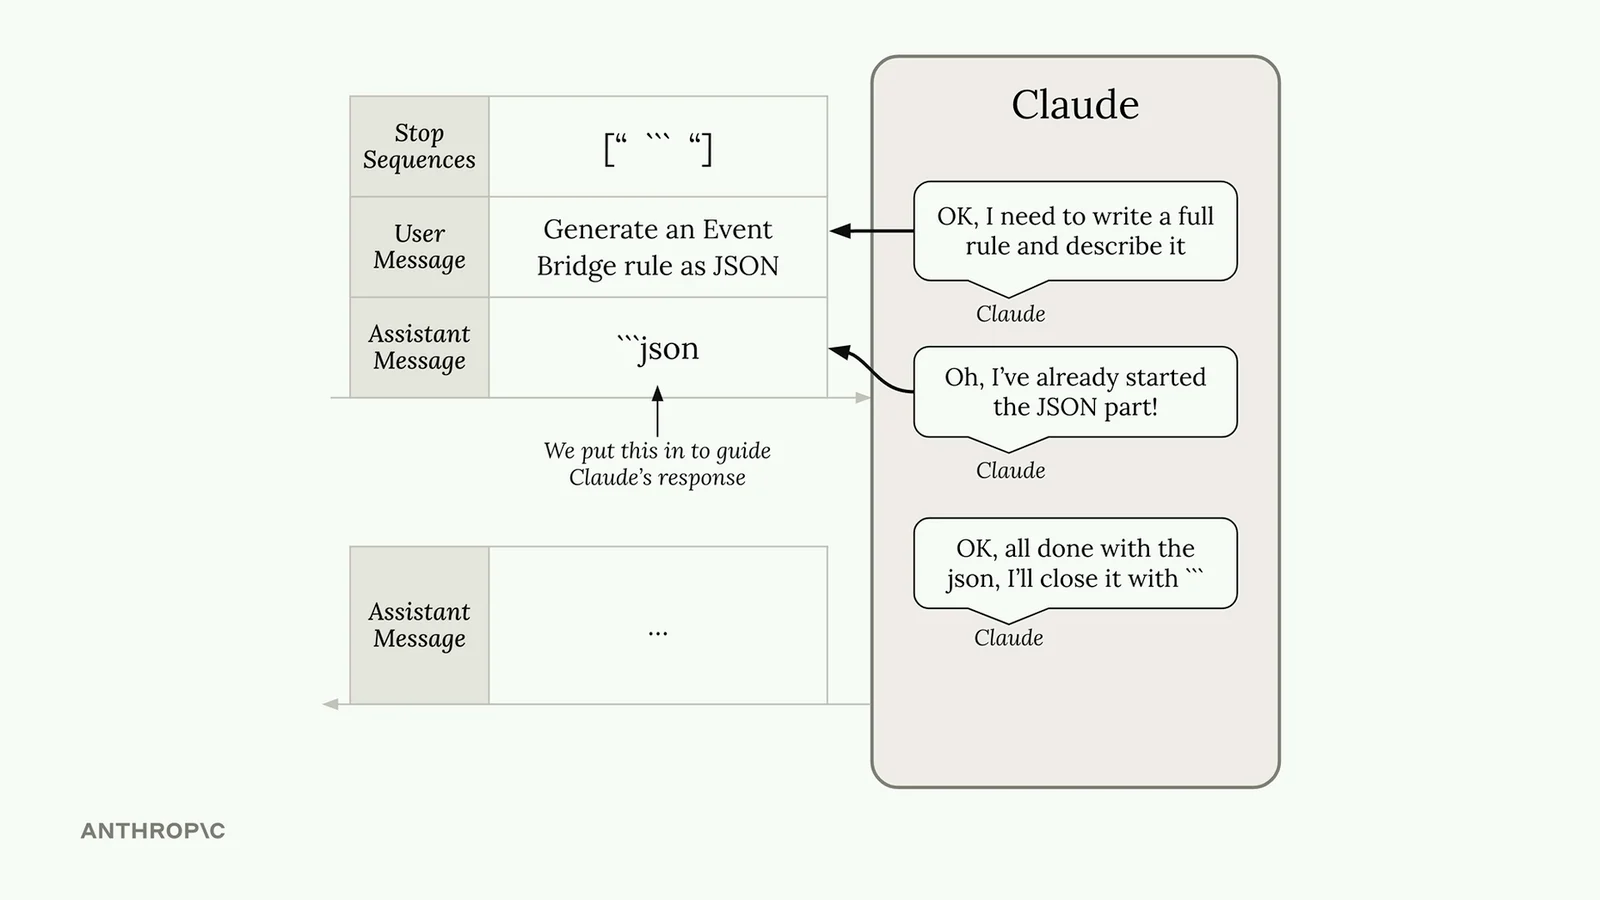 Claude
Stop
Sequences
[“ ``` “]
User
Message
Generate an Event
Bridge rule as JSON
Assistant
Message
```json
We put this in to guide
Claude’s response
Assistant
Message
...
OK, I need to write a full
rule and describe it
Claude
Oh, I’ve already started
the JSON part!
Claude
OK, all done with the
json, I’ll close it with ```
Claude
ANTHROP\C